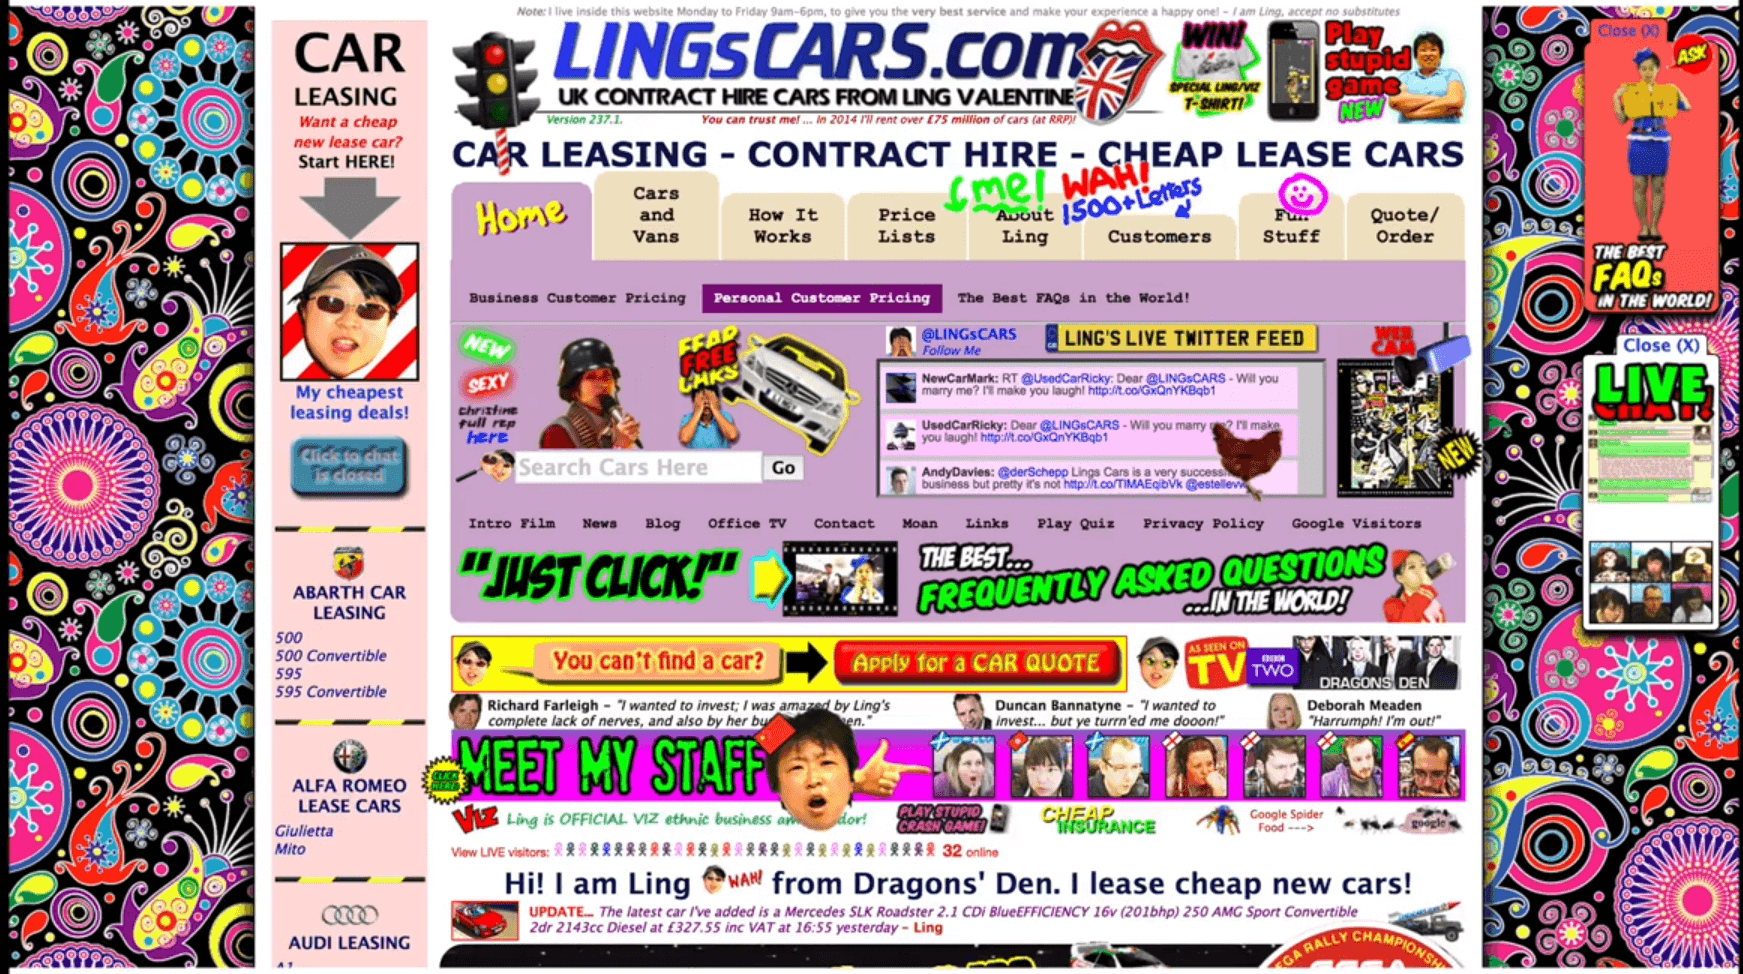 Note: I live inside this website Monday to Friday 9am-6pm, to give you the very best service and make your experience a happy one! - I am Ling, accept no substitutes
CAR
LEASING
Want a cheap
new lease car?
Start HERE!
My cheapest
leasing deals!
Click to chat
is closed
ABARTH CAR
LEASING
500
500 Convertible
595
595 Convertible
ALFA ROMEO
LEASE CARS
Giulietta
Mito
AUDI LEASING
A1
LINGsCARS.com
UK CONTRACT HIRE CARS FROM LING VALENTINE
Version 237.1.
You can trust me! ... In 2014 I'll rent over £75 million of cars (at RRP)!
WIN!
SPECIAL LING/VIZ
T-SHIRT!
Play
stupid
game
NEW
CAR LEASING - CONTRACT HIRE - CHEAP LEASE CARS
me!
WAH!
1500+Letters
Home
Cars
and
Vans
How It
Works
Price
Lists
About
Ling
Customers
Fun
Stuff
Quote/
Order
Business Customer Pricing
Personal Customer Pricing
The Best FAQs in the World!
NEW
SEXY
christine
full rep
here
FREE
Search Cars Here
Go
@LINGsCARS
Follow Me
LING'S LIVE TWITTER FEED
NewCarMark: RT @UsedCarRicky: Dear @LINGsCARS - Will you
marry me? I'll make you laugh! http://t.co/GxQnYKBqb1
UsedCarRicky: Dear @LINGsCARS - Will you marry me? I'll make
you laugh! http://t.co/GxQnYKBqb1
AndyDavies: @derSchepp Lings Cars is a very
business but pretty it's not http://t.co/TIMAEqibVk
WEB
CAM
NEW
Intro Film
News
Blog
Office TV
Contact
Moan
Links
Play Quiz
Privacy Policy
Google Visitors
"JUST CLICK!"
THE BEST...
FREQUENTLY ASKED QUESTIONS
...IN THE WORLD!
You can't find a car?
Apply for a CAR QUOTE
AS SEEN ON
TV
BBC
TWO
DRAGONS DEN
Richard Farleigh - "I wanted to invest; I was amazed by Ling's
complete lack of nerves, and also by her
Duncan Bannatyne - "I wanted to
invest... but ye turrn'ed me dooon!"
Deborah Meaden
"Harrumph! I'm out!"
CLICK
HERE!
MEET MY STAFF
VIZ
Ling is OFFICIAL VIZ ethnic business
PLAY STUPID
CRASH GAME!
CHEAP
INSURANCE
Google Spider
Food --->
google
View LIVE visitors:
32 online
Hi! I am Ling WAH! from Dragons' Den. I lease cheap new cars!
UPDATE... The latest car I've added is a Mercedes SLK Roadster 2.1 CDi BlueEFFICIENCY 16v (201bhp) 250 AMG Sport Convertible
2dr 2143cc Diesel at £327.55 inc VAT at 16:55 yesterday - Ling
RALLY
Close (X)
ASK
THE BEST
FAQs
IN THE WORLD!
Close (X)
LIVE
CHAT!